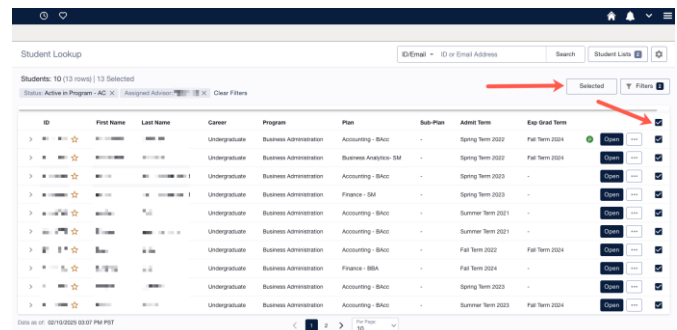 Student Lookup
ID/Email
ID or Email Address
Search
Student Lists
Students: 10 (13 rows) | 13 Selected
Selected
Filters
Status: Active in Program - AC
Assigned Advisor:
Clear Filters
ID First Name Last Name Career Program Plan Sub-Plan Admit Term Exp Grad Term
Undergraduate Business Administration Accounting - BAcc - Spring Term 2022 Fall Term 2024 Open
Undergraduate Business Administration Business Analytics- SM - Spring Term 2022 Fall Term 2024 Open
Undergraduate Business Administration Accounting - BAcc - Spring Term 2023 - Open
Undergraduate Business Administration Finance - SM - Spring Term 2023 - Open
Undergraduate Business Administration Accounting - BAcc - Summer Term 2021 - Open
Undergraduate Business Administration Accounting - BAcc - Summer Term 2021 - Open
Undergraduate Business Administration Accounting - BAcc - Fall Term 2022 Fall Term 2024 Open
Undergraduate Business Administration Finance - BBA - Fall Term 2024 - Open
Undergraduate Business Administration Accounting - BAcc - Spring Term 2023 - Open
Undergraduate Business Administration Accounting - BAcc - Summer Term 2023 Fall Term 2024 Open
Data as of: 02/10/2025 03:07 PM PST
1 2
Per Page
10